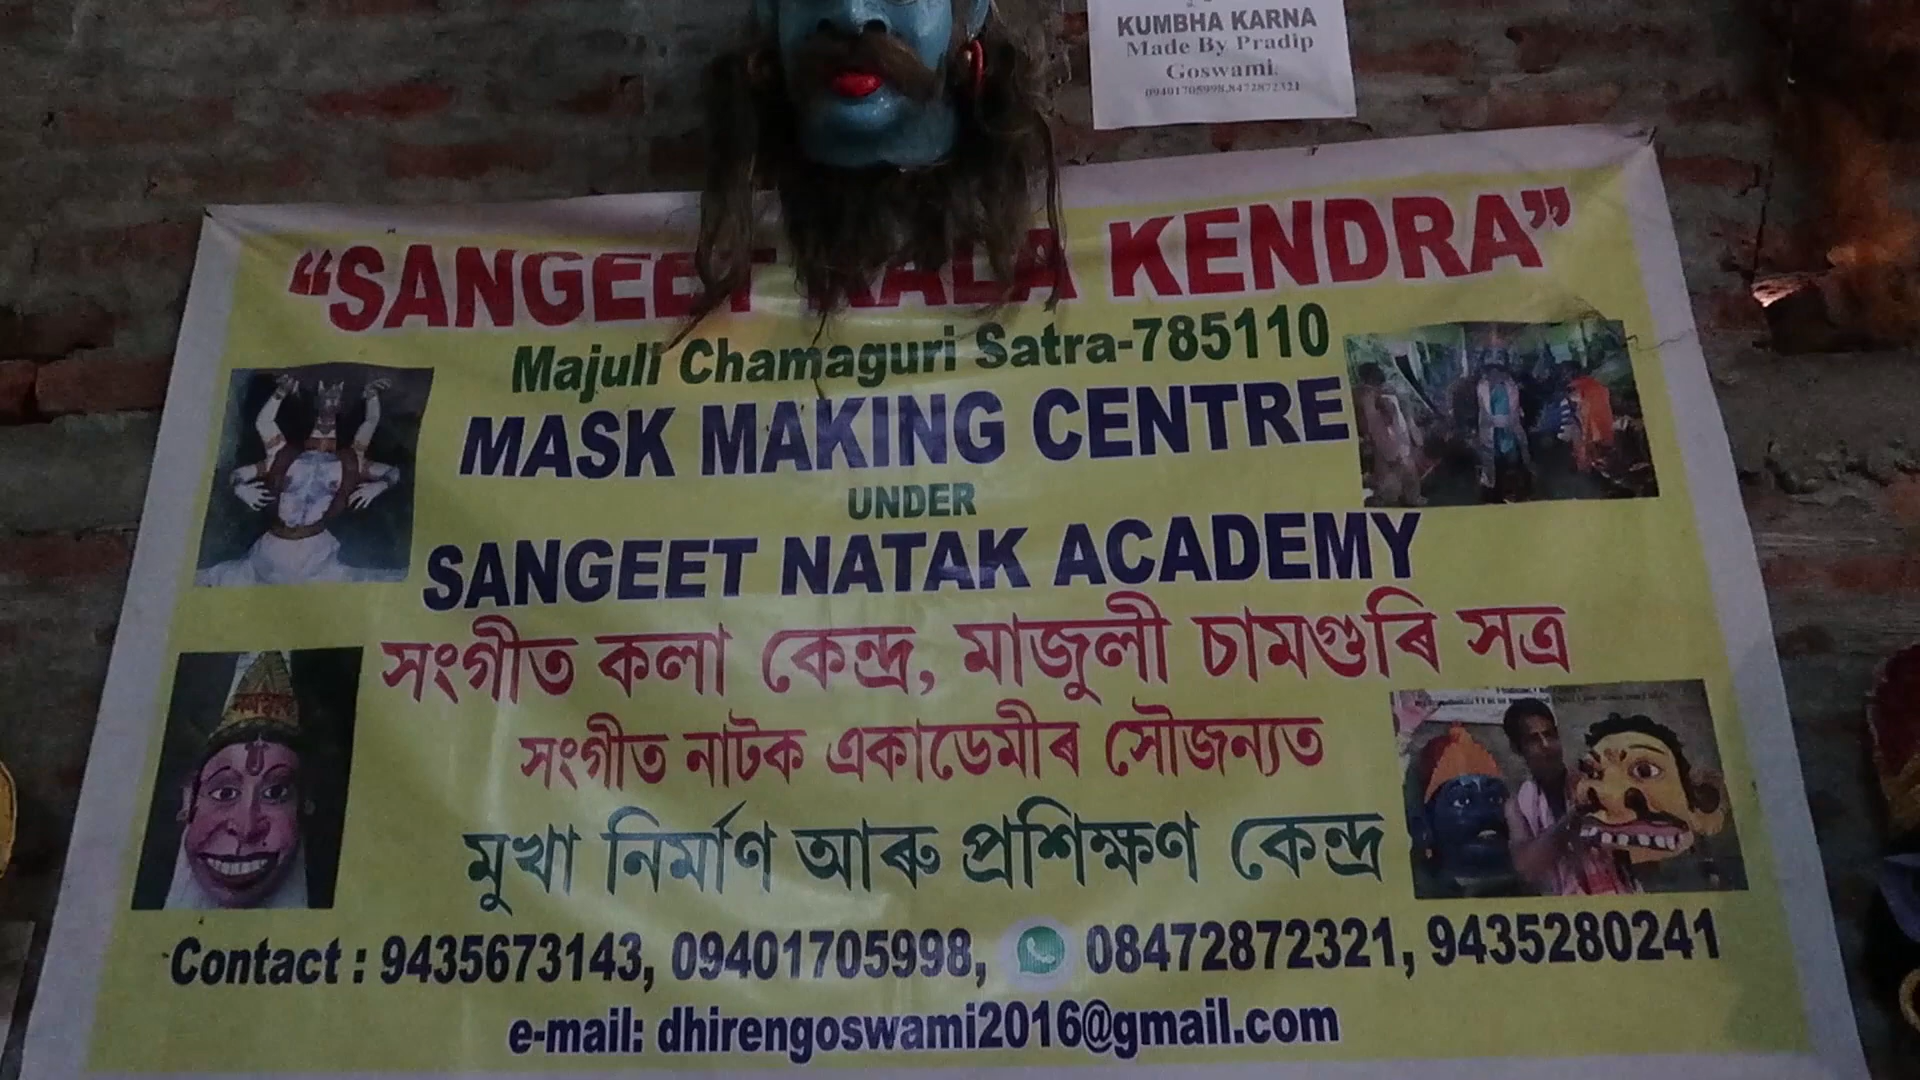 KUMBHA KARNA
Made By Pradip
Goswami.
09401705998,8472872321
"SANGEET KALA KENDRA"
Majuli Chamaguri Satra-785110
MASK MAKING CENTRE
UNDER
SANGEET NATAK ACADEMY
সংগীত কলা কেন্দ্ৰ, মাজুলী চামগুৰি সত্ৰ
সংগীত নাটক একাডেমীৰ সৌজন্যত
মুখা নিৰ্মাণ আৰু প্ৰশিক্ষণ কেন্দ্ৰ
Contact : 9435673143, 09401705998, 08472872321, 9435280241
e-mail: dhirengoswami2016@gmail.com